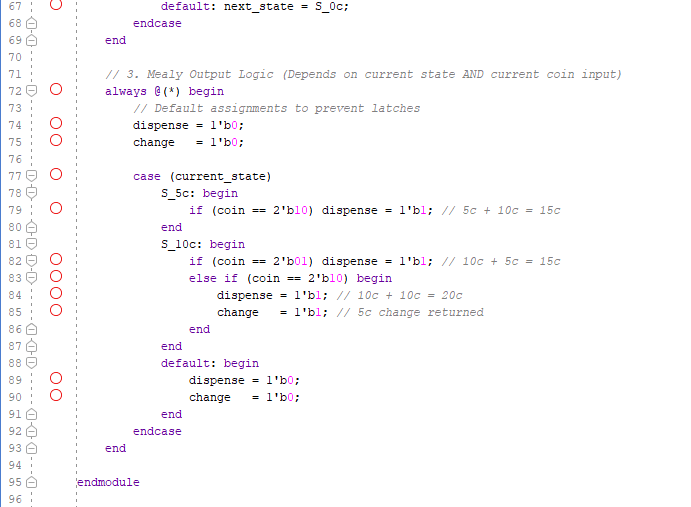 67 default: next_state = S_0c;
68 endcase
69 end
70
71 // 3. Mealy Output Logic (Depends on current state AND current coin input)
72 always @(*) begin
73 // Default assignments to prevent latches
74 dispense = 1'b0;
75 change   = 1'b0;
76
77 case (current_state)
78 S_5c: begin
79 if (coin == 2'b10) dispense = 1'b1; // 5c + 10c = 15c
80 end
81 S_10c: begin
82 if (coin == 2'b01) dispense = 1'b1; // 10c + 5c = 15c
83 else if (coin == 2'b10) begin
84 dispense = 1'b1; // 10c + 10c = 20c
85 change   = 1'b1; // 5c change returned
86 end
87 end
88 default: begin
89 dispense = 1'b0;
90 change   = 1'b0;
91 end
92 endcase
93 end
94
95 endmodule
96